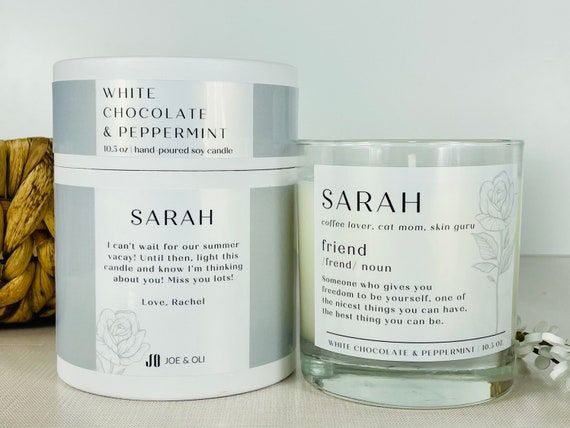 WHITE
CHOCOLATE
& PEPPERMINT
10.5 oz | hand-poured soy candle
SARAH
I can't wait for our summer
vacay! Until then, light this
candle and know I'm thinking
about you! Miss you lots!
Love, Rachel
JO JOE & OLI
SARAH
coffee lover, cat mom, skin guru
friend
/frend/ noun
Someone who gives you
freedom to be yourself, one of
the nicest things you can have,
the best thing you can be.
WHITE CHOCOLATE & PEPPERMINT | 10.5 OZ